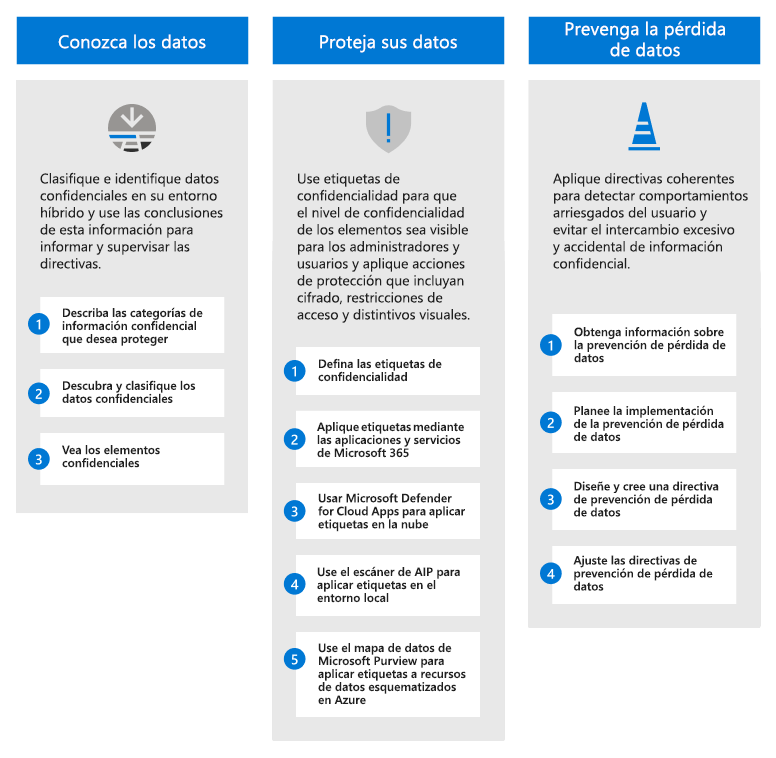 Conozca los datos
Clasifique e identifique datos
confidenciales en su entorno
híbrido y use las conclusiones
de esta información para
informar y supervisar las
directivas.
1
Describa las categorías de
información confidencial
que desea proteger
2
Descubra y clasifique los
datos confidenciales
3
Vea los elementos
confidenciales
Proteja sus datos
Use etiquetas de
confidencialidad para que
el nivel de confidencialidad
de los elementos sea visible
para los administradores y
usuarios y aplique acciones
de protección que incluyan
cifrado, restricciones de
acceso y distintivos visuales.
1
Defina las etiquetas de
confidencialidad
2
Aplique etiquetas mediante
las aplicaciones y servicios
de Microsoft 365
3
Usar Microsoft Defender
for Cloud Apps para aplicar
etiquetas en la nube
4
Use el escáner de AIP para
aplicar etiquetas en el
entorno local
5
Use el mapa de datos de
Microsoft Purview para
aplicar etiquetas a recursos
de datos esquematizados
en Azure
Prevenga la pérdida
de datos
Aplique directivas coherentes
para detectar comportamientos
arriesgados del usuario y
evitar el intercambio excesivo
y accidental de información
confidencial.
1
Obtenga información sobre
la prevención de pérdida de
datos
2
Planee la implementación
de la prevención de pérdida
de datos
3
Diseñe y cree una directiva
de prevención de pérdida
de datos
4
Ajuste las directivas de
prevención de pérdida de
datos